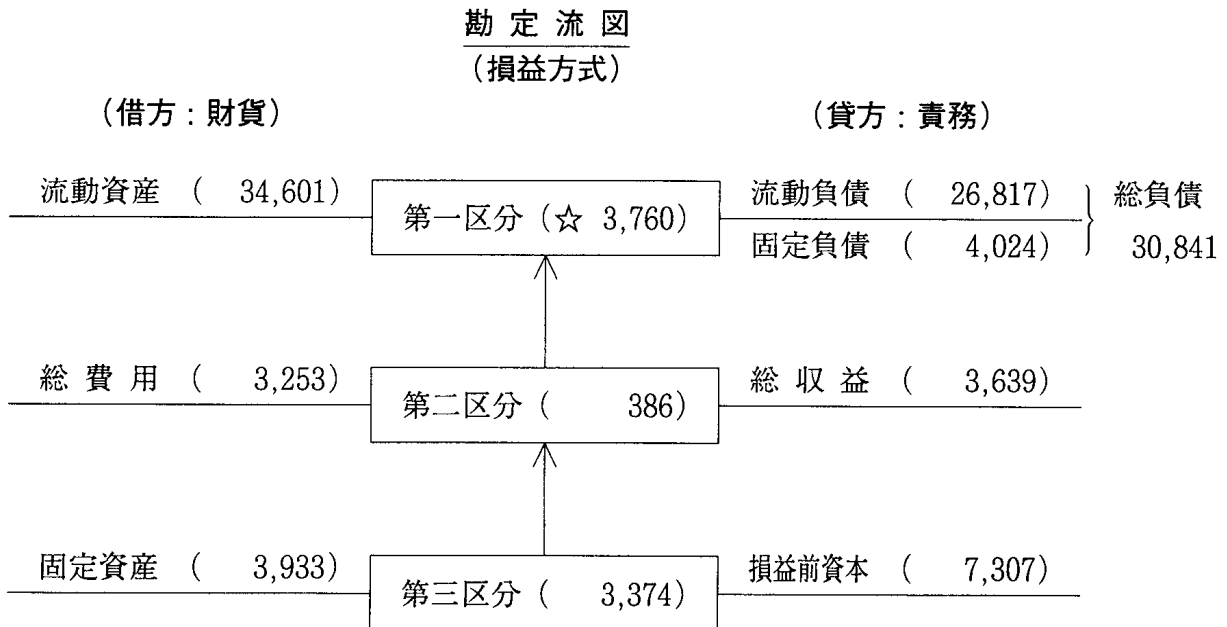 勘定流図
(損益方式)
(借方：財貨) (貸方：責務)
流動資産 ( 34,601) 第一区分 (☆ 3,760) 流動負債 ( 26,817) 総負債
固定負債 ( 4,024) 30,841
総費用 ( 3,253) 第二区分 ( 386) 総収益 ( 3,639)
固定資産 ( 3,933) 第三区分 ( 3,374) 損益前資本 ( 7,307)